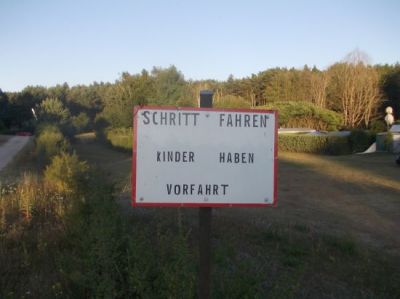 SCHRITT FAHREN
KINDER HABEN
VORFAHRT